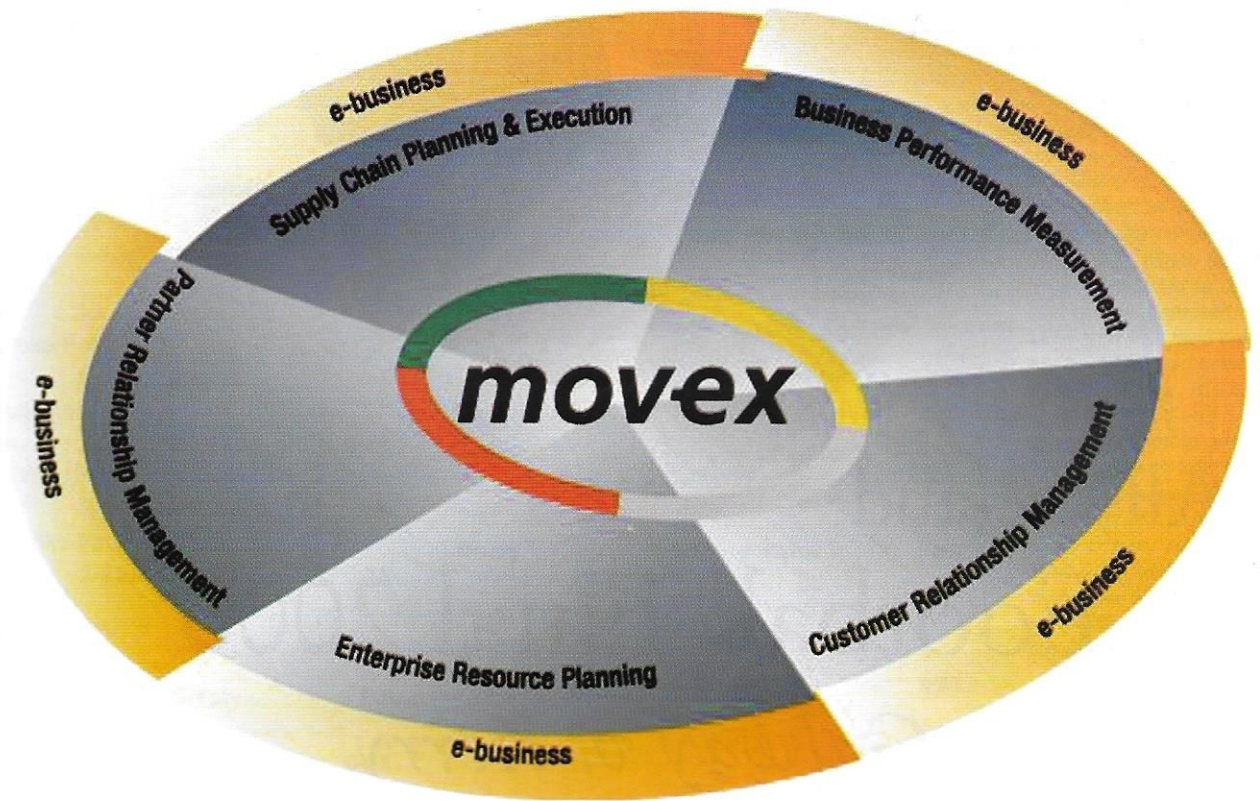 e-business
Supply Chain Planning & Execution
e-business
Business Performance Measurement
e-business
Partner Relationship Management
movex
Customer Relationship Management
e-business
Enterprise Resource Planning
e-business